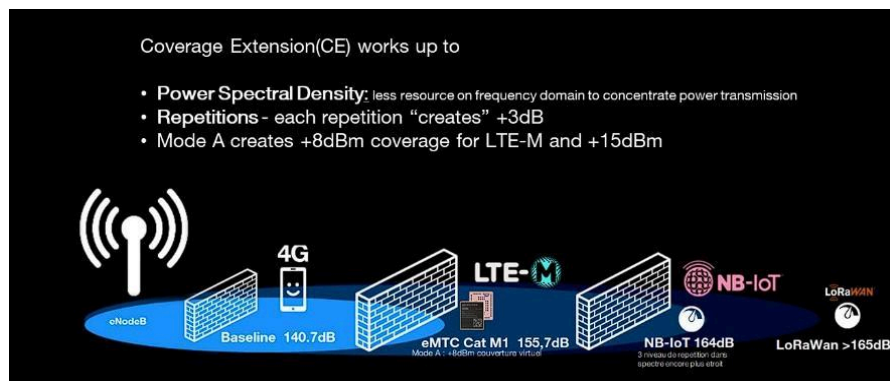 Coverage Extension(CE) works up to
• Power Spectral Density: less resource on frequency domain to concentrate power transmission
• Repetitions - each repetition “creates” +3dB
• Mode A creates +8dBm coverage for LTE-M and +15dBm
4G
LTE-M
NB-IoT
LoRaWAN
eNodeB
Baseline 140.7dB
eMTC Cat M1 155,7dB
Mode A : +8dBm couverture virtuel
NB-IoT 164dB
3 niveau de repetition dans
spectre encore plus etroit
LoRaWan >165dB